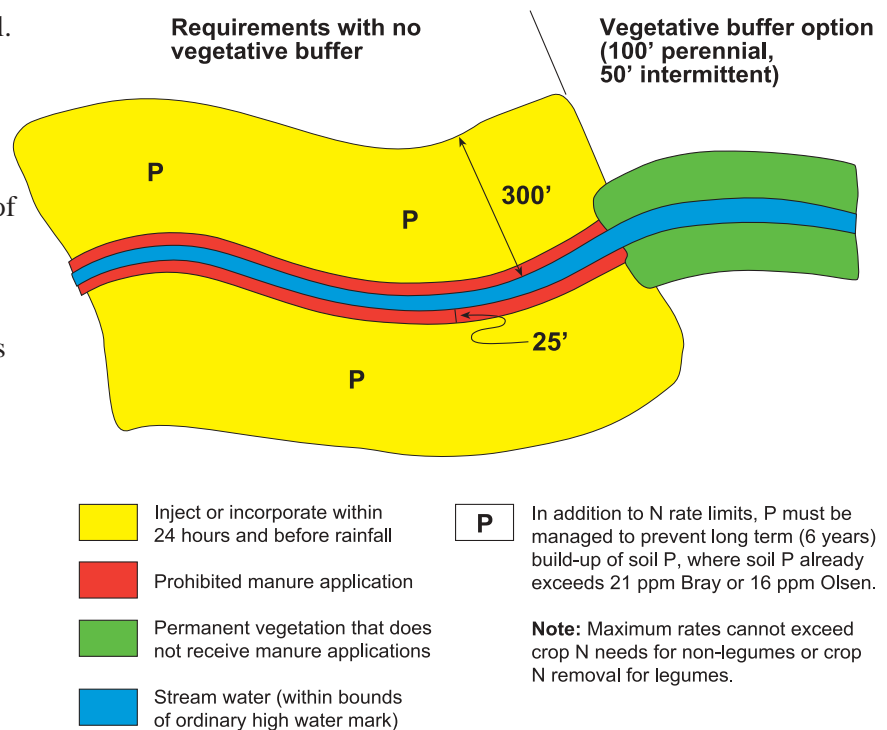 l.
of
s
Requirements with no
vegetative buffer
Vegetative buffer option
(100' perennial,
50' intermittent)
P
P
300'
25'
P
Inject or incorporate within
24 hours and before rainfall
Prohibited manure application
Permanent vegetation that does
not receive manure applications
Stream water (within bounds
of ordinary high water mark)
P
In addition to N rate limits, P must be
managed to prevent long term (6 years)
build-up of soil P, where soil P already
exceeds 21 ppm Bray or 16 ppm Olsen.
Note: Maximum rates cannot exceed
crop N needs for non-legumes or crop
N removal for legumes.